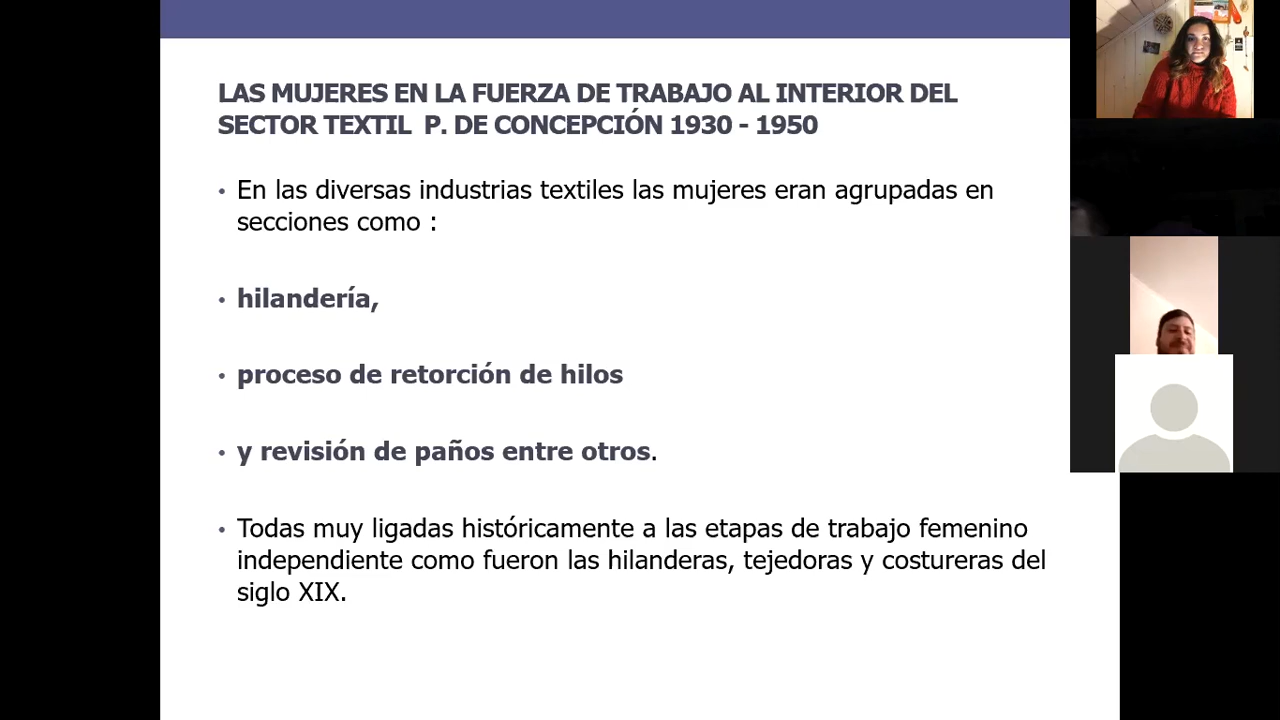 LAS MUJERES EN LA FUERZA DE TRABAJO AL INTERIOR DEL
SECTOR TEXTIL P. DE CONCEPCIÓN 1930 - 1950
• En las diversas industrias textiles las mujeres eran agrupadas en
secciones como :
• hilandería,
• proceso de retorción de hilos
• y revisión de paños entre otros.
• Todas muy ligadas históricamente a las etapas de trabajo femenino
independiente como fueron las hilanderas, tejedoras y costureras del
siglo XIX.